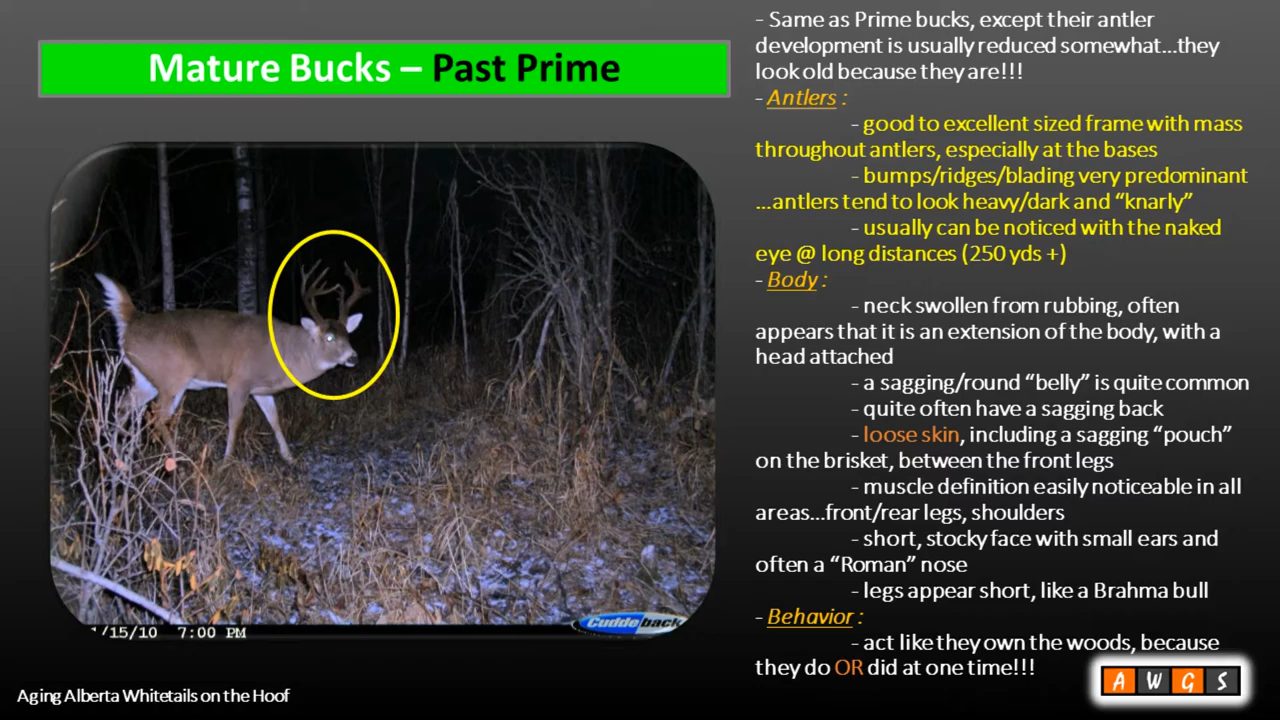 Mature Bucks – Past Prime
- Same as Prime bucks, except their antler
development is usually reduced somewhat...they
look old because they are!!!
- Antlers :
- good to excellent sized frame with mass
throughout antlers, especially at the bases
- bumps/ridges/blading very predominant
...antlers tend to look heavy/dark and “knarly”
- usually can be noticed with the naked
eye @ long distances (250 yds +)
- Body :
- neck swollen from rubbing, often
appears that it is an extension of the body, with a
head attached
- a sagging/round “belly” is quite common
- quite often have a sagging back
- loose skin, including a sagging “pouch”
on the brisket, between the front legs
- muscle definition easily noticeable in all
areas...front/rear legs, shoulders
- short, stocky face with small ears and
often a “Roman” nose
- legs appear short, like a Brahma bull
- Behavior :
- act like they own the woods, because
they do OR did at one time!!!
1/15/10 7:00 PM
Cuddeback
Aging Alberta Whitetails on the Hoof
A W G S